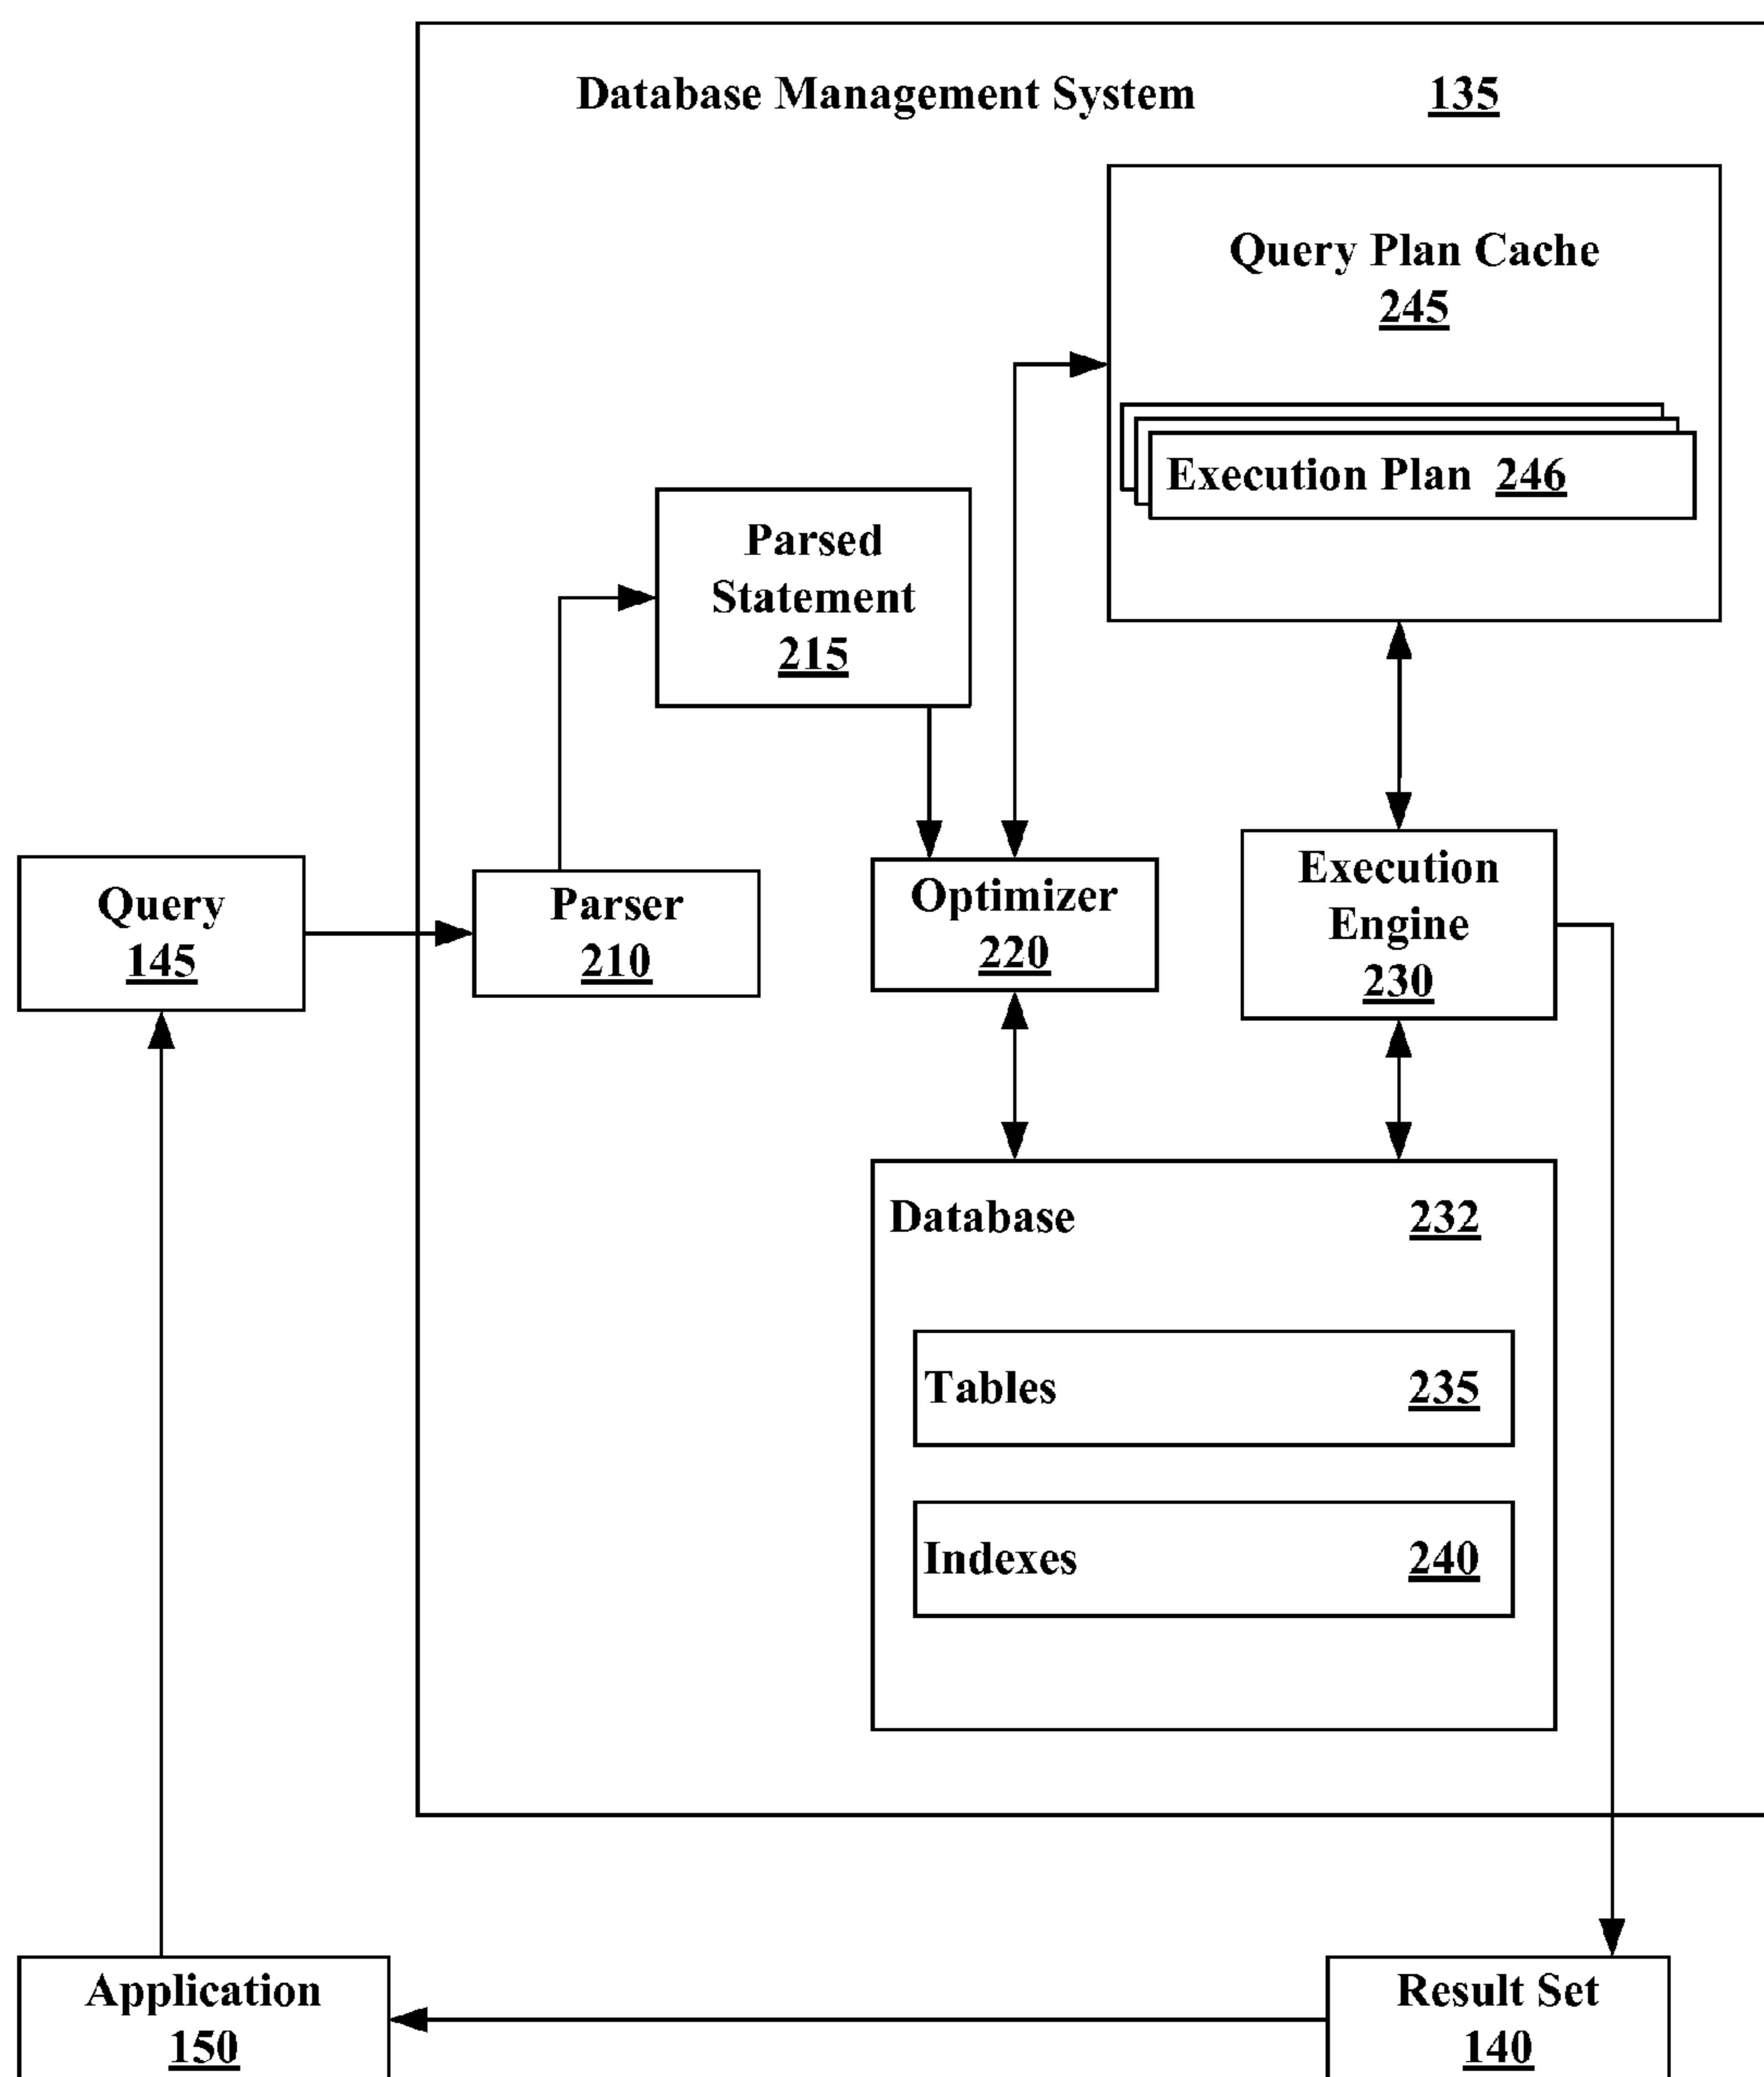 Database Management System 135
Query Plan Cache
245
Execution Plan 246
Parsed
Statement
215
Query
145
Parser
210
Optimizer
220
Execution
Engine
230
Database 232
Tables 235
Indexes 240
Application
150
Result Set
140